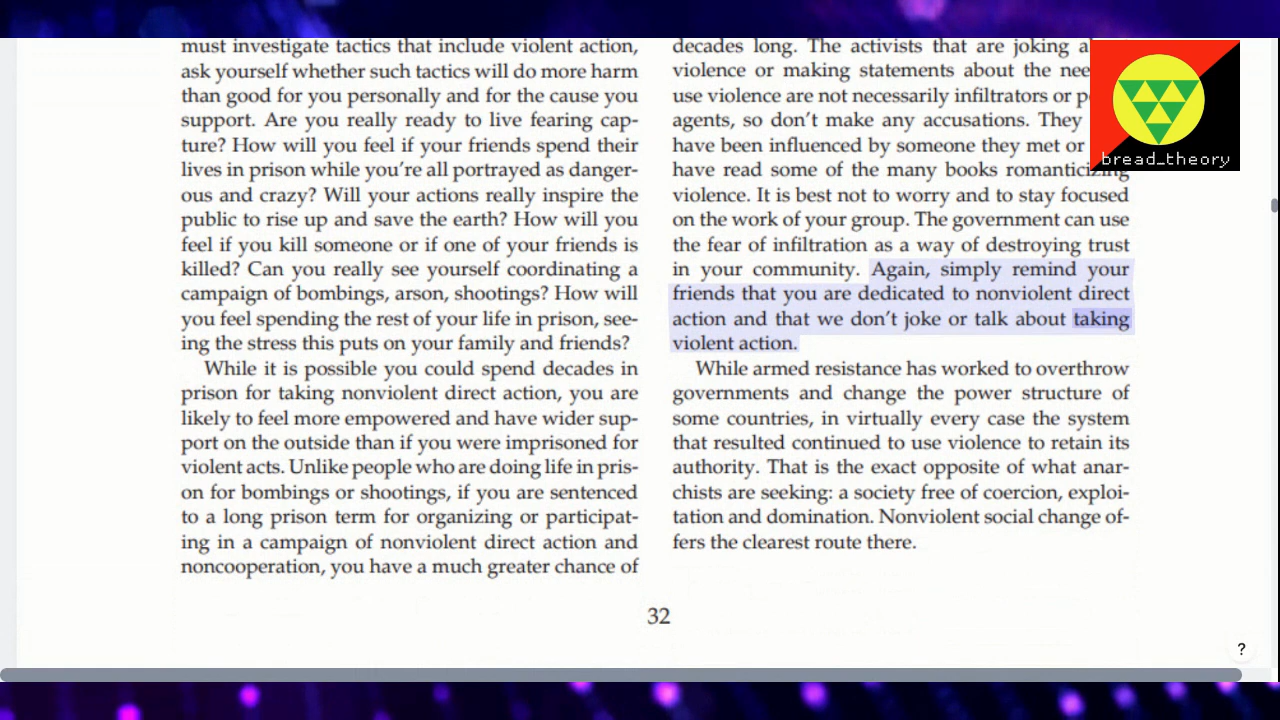 must investigate tactics that include violent action,
ask yourself whether such tactics will do more harm
than good for you personally and for the cause you
support. Are you really ready to live fearing cap-
ture? How will you feel if your friends spend their
lives in prison while you’re all portrayed as danger-
ous and crazy? Will your actions really inspire the
public to rise up and save the earth? How will you
feel if you kill someone or if one of your friends is
killed? Can you really see yourself coordinating a
campaign of bombings, arson, shootings? How will
you feel spending the rest of your life in prison, see-
ing the stress this puts on your family and friends?
While it is possible you could spend decades in
prison for taking nonviolent direct action, you are
likely to feel more empowered and have wider sup-
port on the outside than if you were imprisoned for
violent acts. Unlike people who are doing life in pris-
on for bombings or shootings, if you are sentenced
to a long prison term for organizing or participat-
ing in a campaign of nonviolent direct action and
noncooperation, you have a much greater chance of
decades long. The activists that are joking
violence or making statements about the
use violence are not necessarily infiltrators or
agents, so don’t make any accusations. They
have been influenced by someone they met or
have read some of the many books romanticizing
violence. It is best not to worry and to stay focused
on the work of your group. The government can use
the fear of infiltration as a way of destroying trust
in your community. Again, simply remind your
friends that you are dedicated to nonviolent direct
action and that we don’t joke or talk about taking
violent action.
While armed resistance has worked to overthrow
governments and change the power structure of
some countries, in virtually every case the system
that resulted continued to use violence to retain its
authority. That is the exact opposite of what anar-
chists are seeking: a society free of coercion, exploi-
tation and domination. Nonviolent social change of-
fers the clearest route there.
32
bread_theory
?